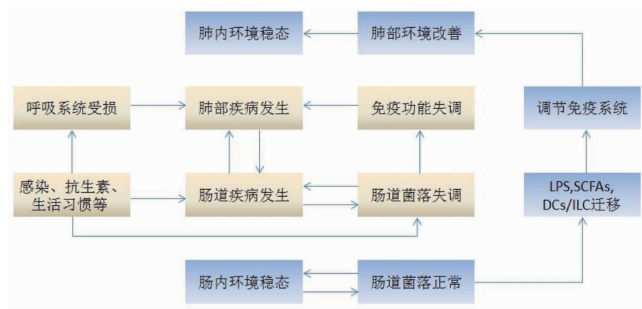 肺内环境稳态
肺部环境改善
呼吸系统受损
肺部疾病发生
免疫功能失调
调节免疫系统
感染、抗生素、
生活习惯等
肠道疾病发生
肠道菌落失调
LPS,SCFAs,
DCs/ILC迁移
肠内环境稳态
肠道菌落正常